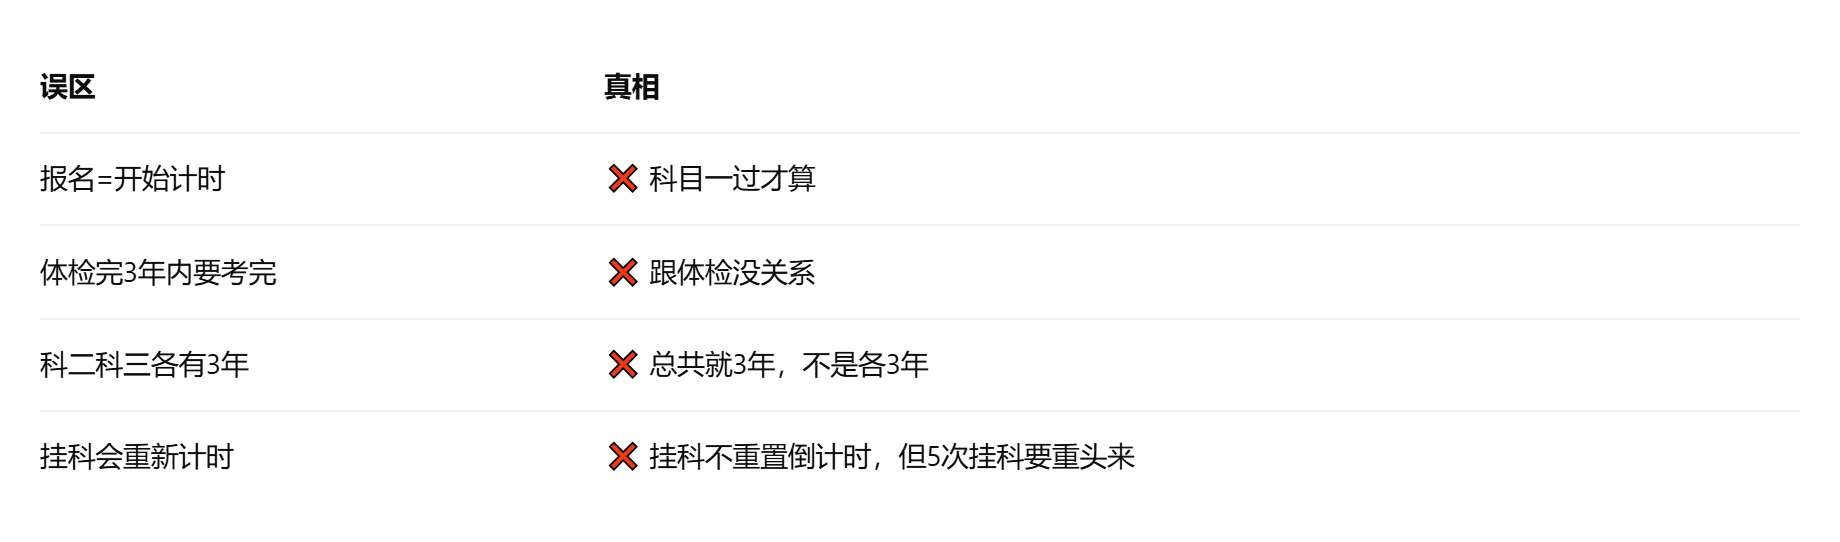 误区 真相
报名=开始计时 ❌ 科目一过才算
体检完3年内要考完 ❌ 跟体检没关系
科二科三各有3年 ❌ 总共就3年，不是各3年
挂科会重新计时 ❌ 挂科不重置倒计时，但5次挂科要重头来